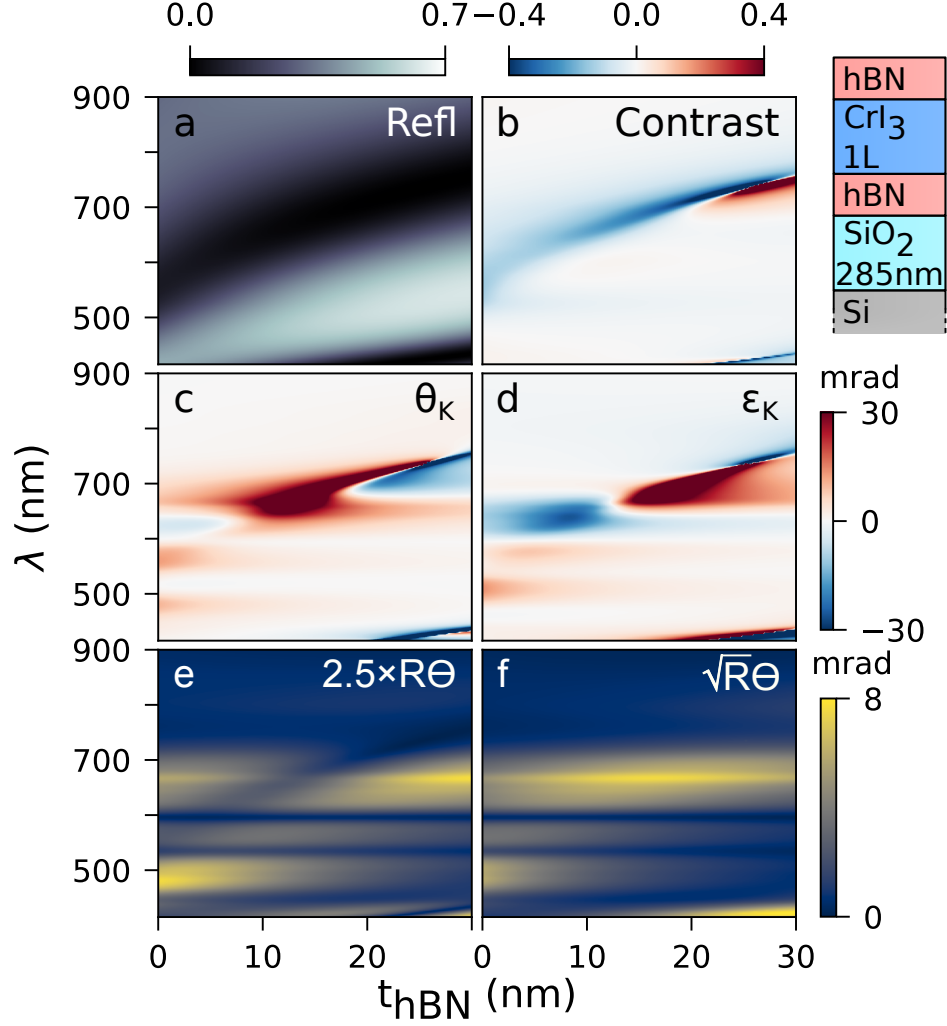 0.0 0.7 −0.4 0.0 0.4
a Refl
b Contrast
900
700
500
hBN
CrI₃
1L
hBN
SiO₂
285nm
Si
c θK
d εK
900
700
500
mrad
30
0
−30
e 2.5×RΘ
f √RΘ
900
700
500
mrad
8
0
λ (nm)
0 10 20 0 10 20 30
thBN (nm)